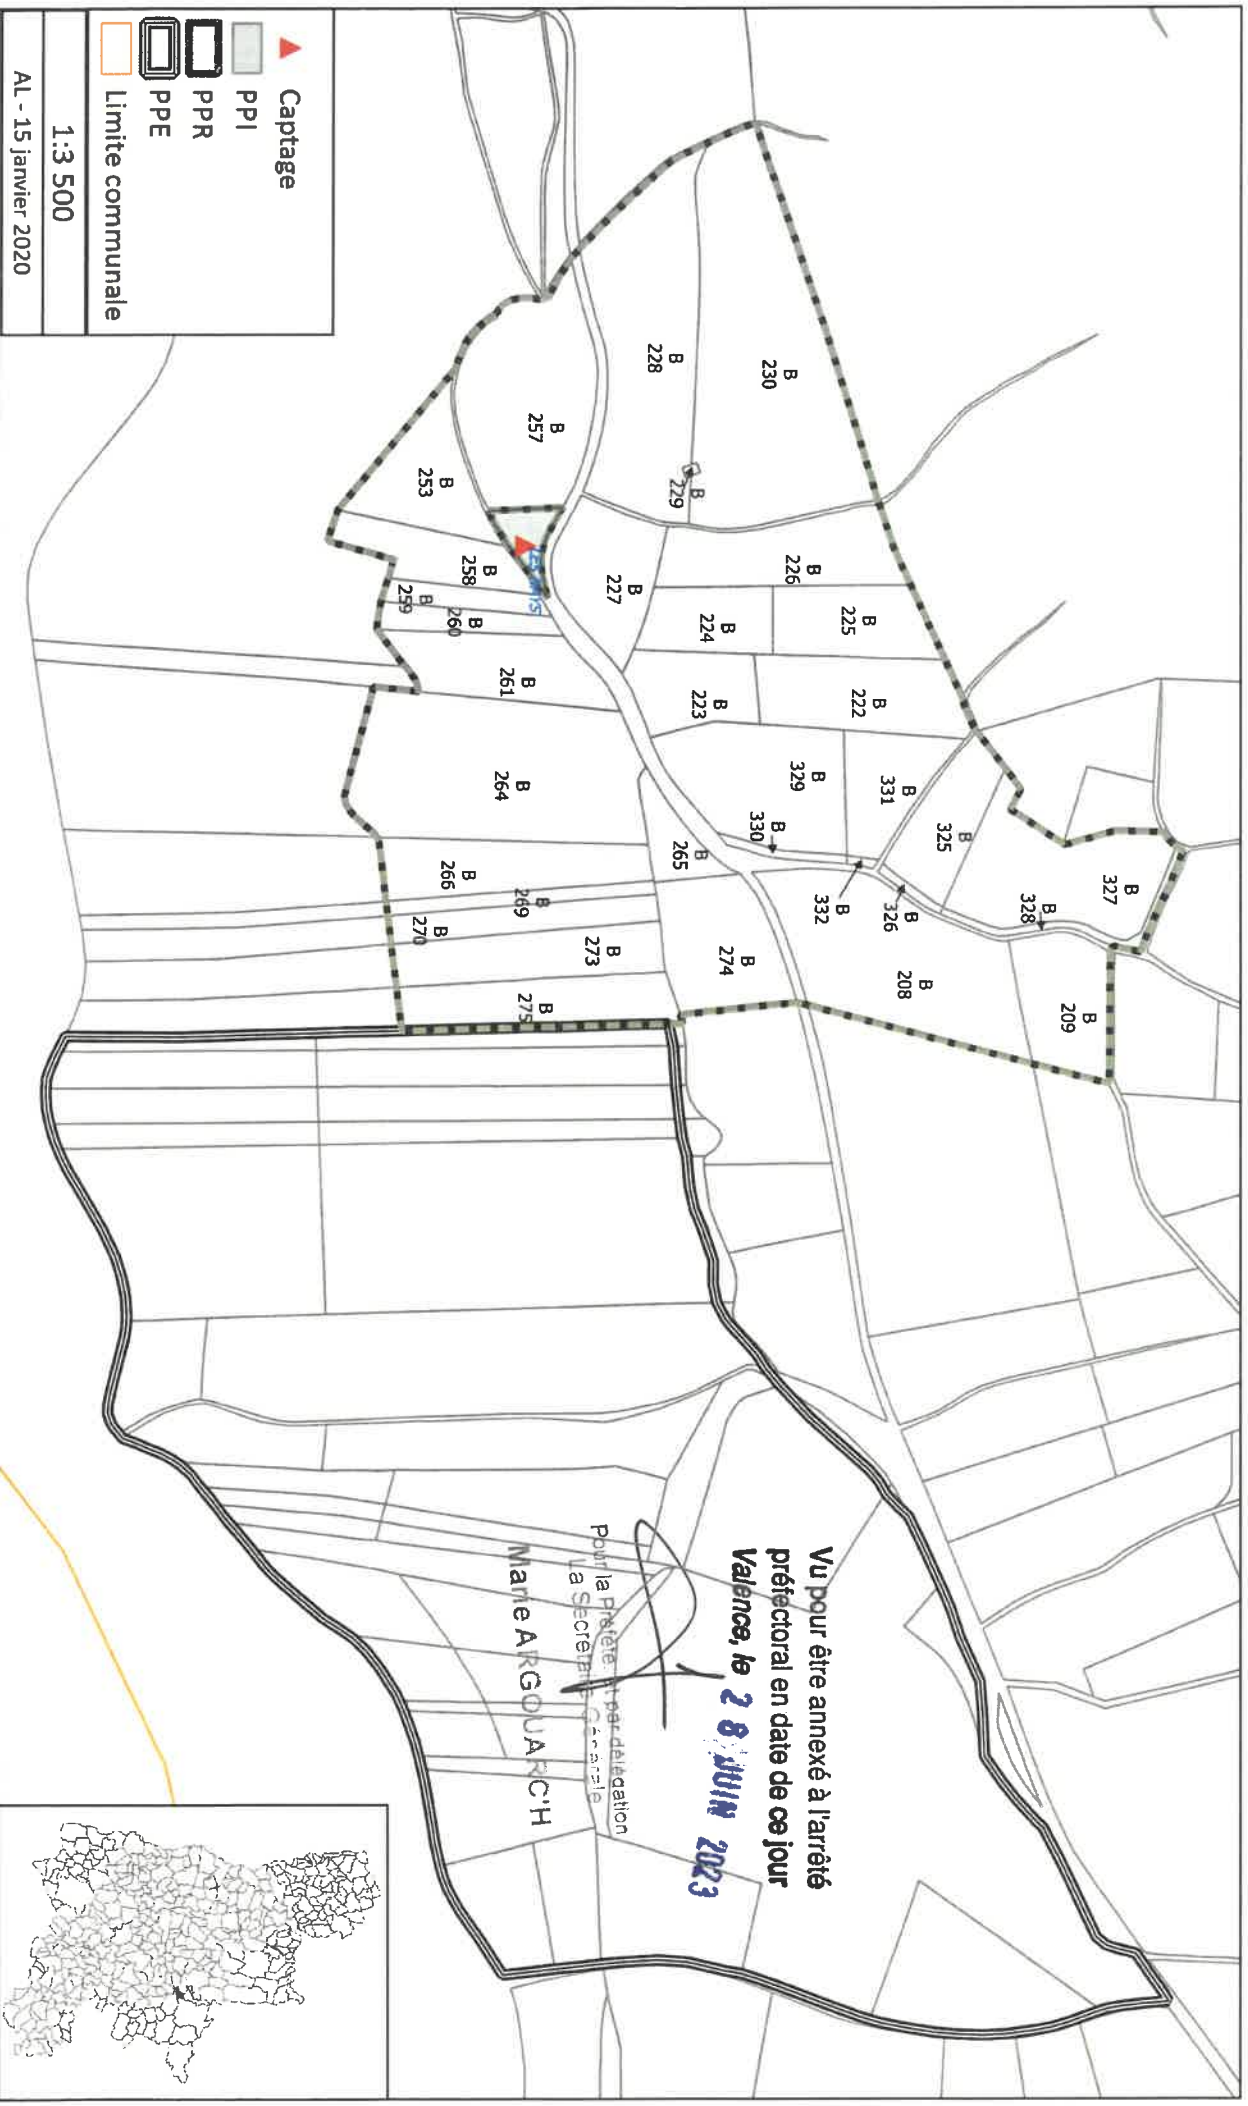 Captage
PPI
PPR
PPE
Limite communale
1:3 500
AL - 15 janvier 2020
B
230
B
228
B
229
B
257
B
253
B
226
B
225
B
224
B
227
B
258
B
259
B
260
B
261
B
222
B
223
B
264
B
329
B
331
B
325
B
330
B
265
B
332
B
326
B
327
B
328
B
266
B
269
B
270
B
273
B
274
B
275
B
208
B
209
Vu pour être annexé à l'arrêté
préfectoral en date de ce jour
Valence, le 28 JUIN 2023
Pour la Préfète, et par délégation
La Secrétaire Générale
Marie ARGOUARC'H